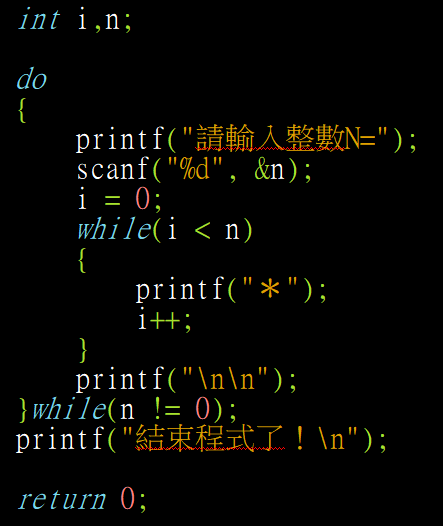 int i,n;
do
{
printf("請輸入整數N=");
scanf("%d", &n);
i = 0;
while(i < n)
{
printf("＊");
i++;
}
printf("\n\n");
}while(n != 0);
printf("結束程式了！\n");
return 0;